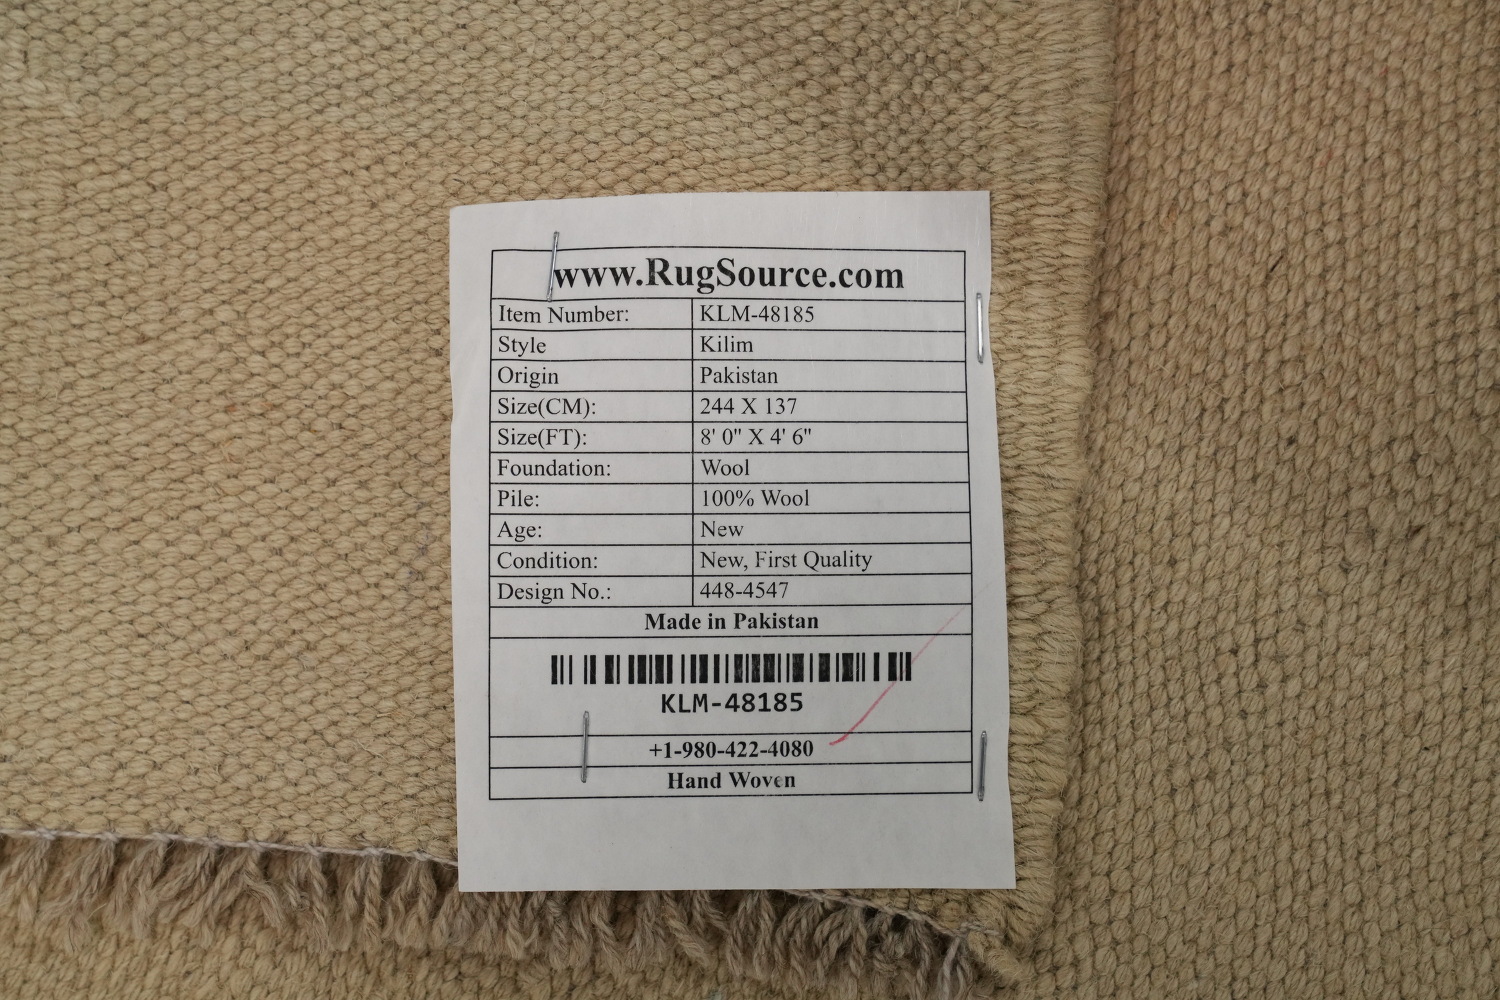 www.RugSource.com
Item Number: KLM-48185
Style Kilim
Origin Pakistan
Size(CM): 244 X 137
Size(FT): 8' 0" X 4' 6"
Foundation: Wool
Pile: 100% Wool
Age: New
Condition: New, First Quality
Design No.: 448-4547
Made in Pakistan
KLM-48185
+1-980-422-4080
Hand Woven